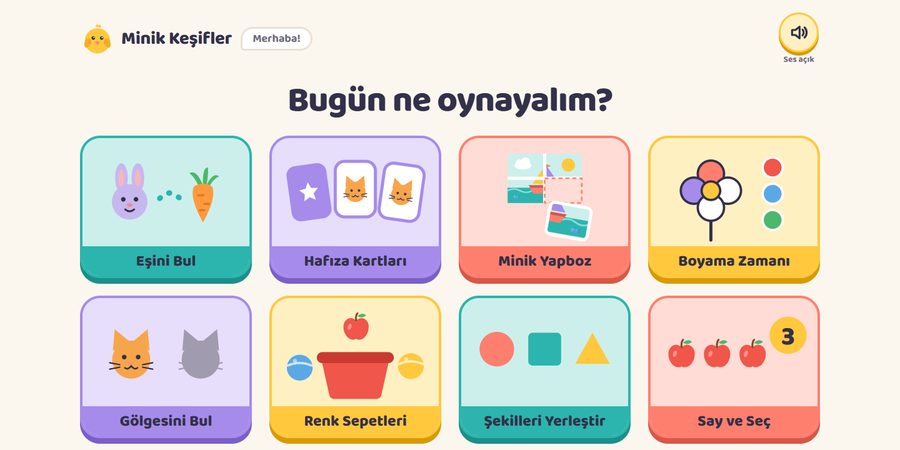 Minik Keşifler
Merhaba!
Ses açık
Bugün ne oynayalım?
Eşini Bul
Hafıza Kartları
Minik Yapboz
Boyama Zamanı
3
Gölgesini Bul
Renk Sepetleri
Şekilleri Yerleştir
Say ve Seç